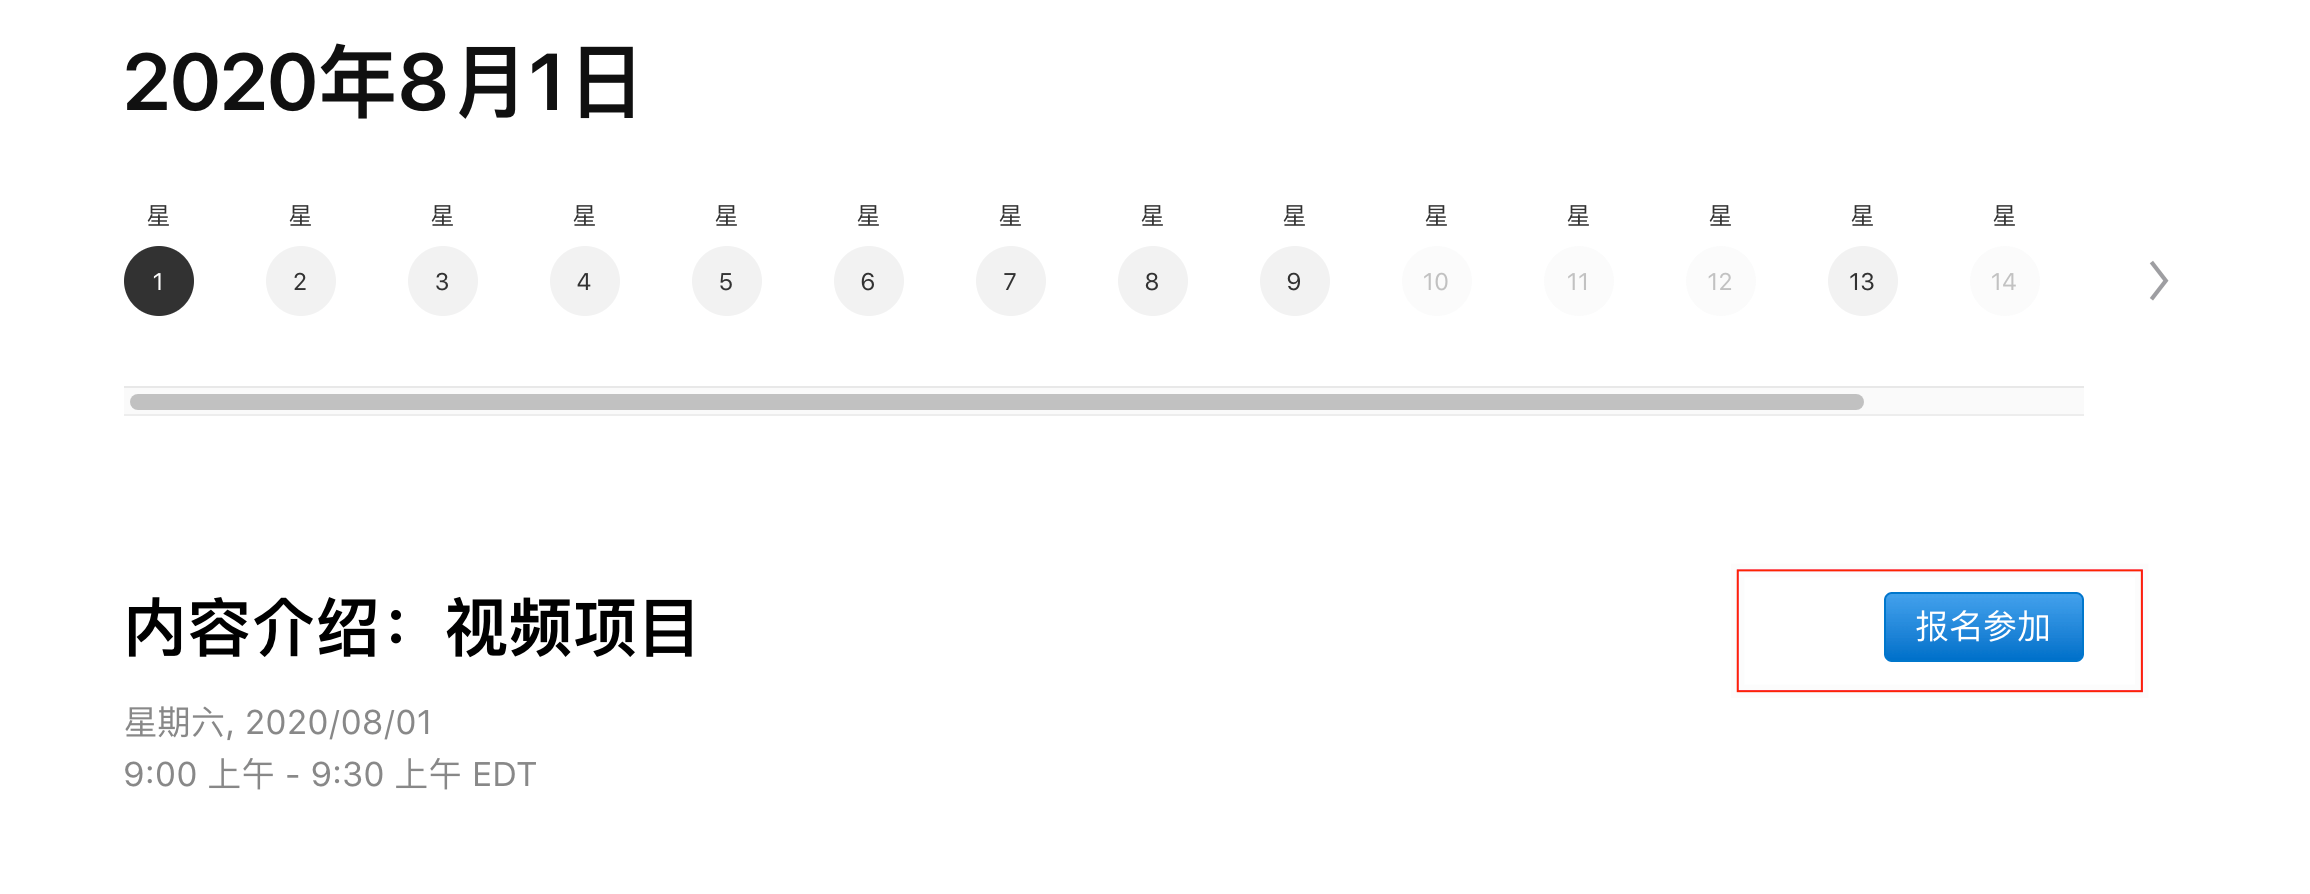 2020年8月1日
星 星 星 星 星 星 星 星 星 星 星 星 星 星
1 2 3 4 5 6 7 8 9 10 11 12 13 14
内容介绍：视频项目
报名参加
星期六, 2020/08/01
9:00 上午 - 9:30 上午 EDT